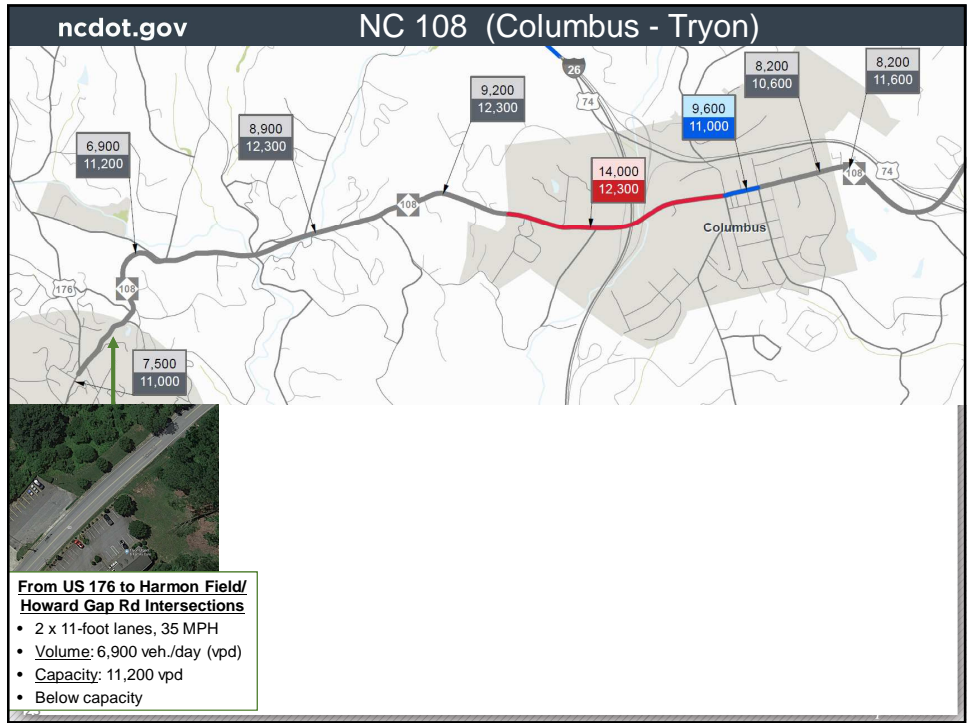 ncdot.gov
NC 108 (Columbus - Tryon)
26
74
8,200
10,600
8,200
11,600
9,200
12,300
9,600
11,000
8,900
12,300
6,900
11,200
14,000
12,300
108
74
108
Columbus
176
108
7,500
11,000
From US 176 to Harmon Field/
Howard Gap Rd Intersections
• 2 x 11-foot lanes, 35 MPH
• Volume: 6,900 veh./day (vpd)
• Capacity: 11,200 vpd
• Below capacity